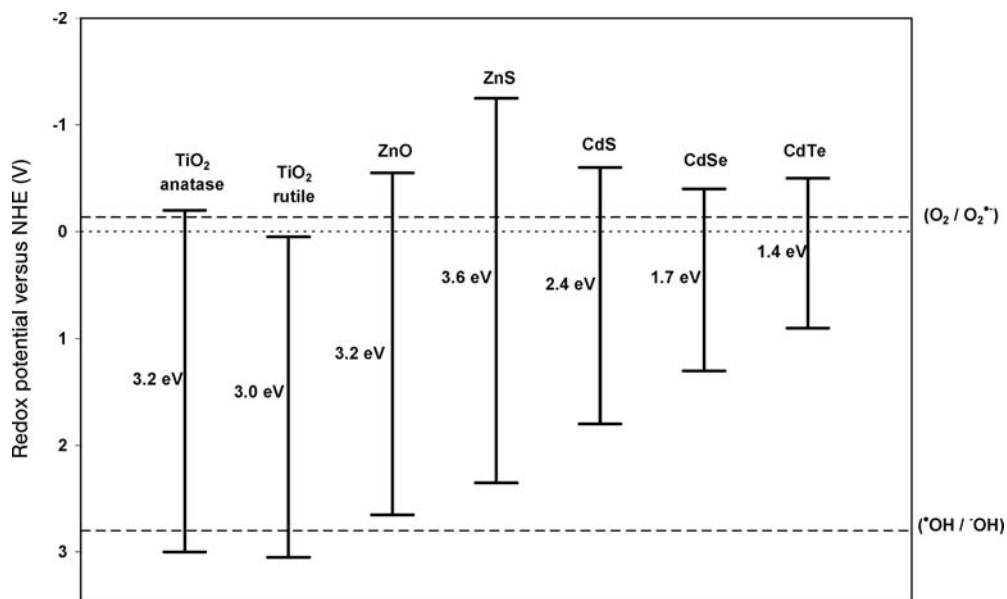 Redox potential versus NHE (V)
-2
-1
0
1
2
3
TiO₂
anatase
TiO₂
rutile
ZnO
ZnS
CdS
CdSe
CdTe
3.2 eV
3.0 eV
3.2 eV
3.6 eV
2.4 eV
1.7 eV
1.4 eV
(O₂ / O₂•⁻)
(•OH / ⁻OH)